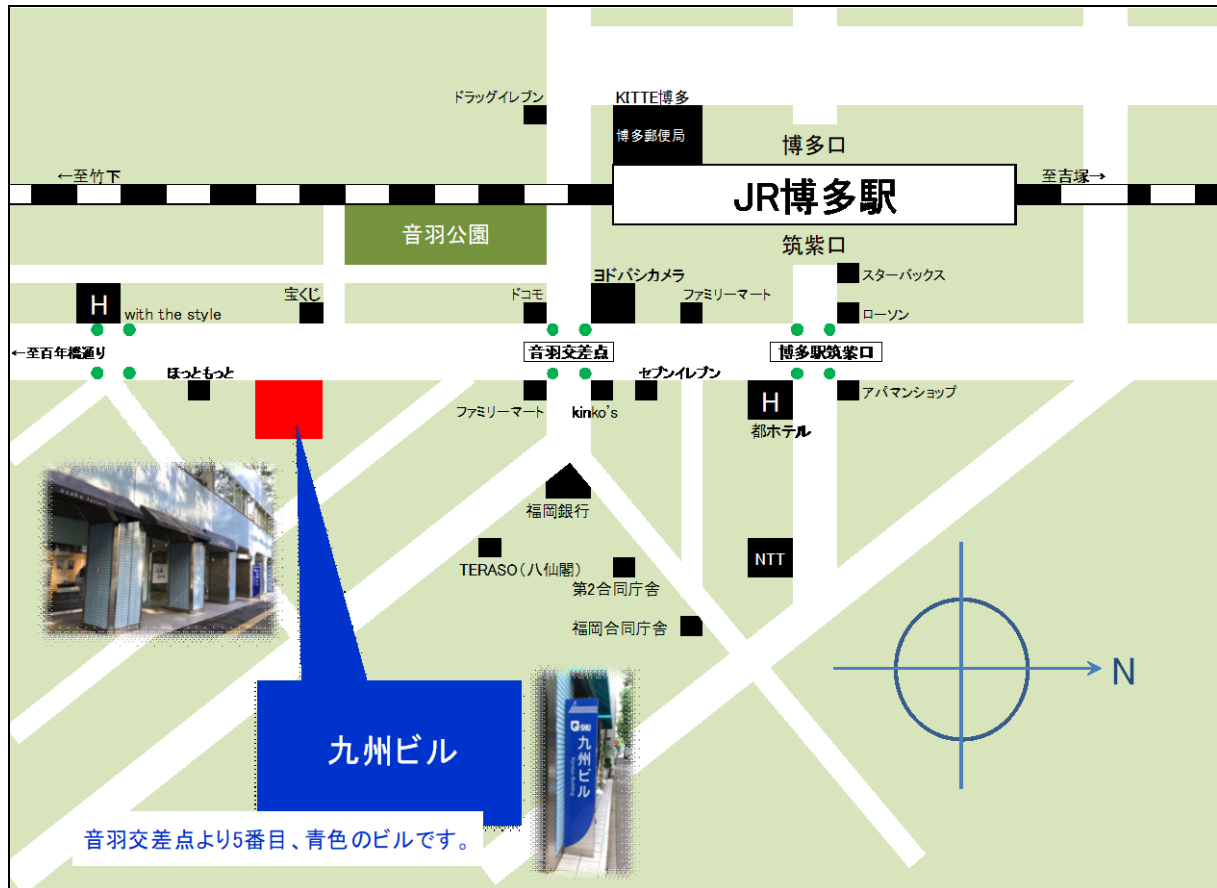 ドラッグイレブン
KITTE博多
博多郵便局
博多口
←至竹下
至吉塚→
JR博多駅
音羽公園
筑紫口
ヨドバシカメラ
スターバックス
H
with the style
宝くじ
ドコモ
ファミリーマート
ローソン
←至百年橋通り
音羽交差点
博多駅筑紫口
ほっともっと
ファミリーマート
kinko's
セブンイレブン
H
都ホテル
アパマンショップ
福岡銀行
TERASO(八仙閣)
第2合同庁舎
NTT
福岡合同庁舎
N
九州ビル
九州ビル
音羽交差点より5番目、青色のビルです。